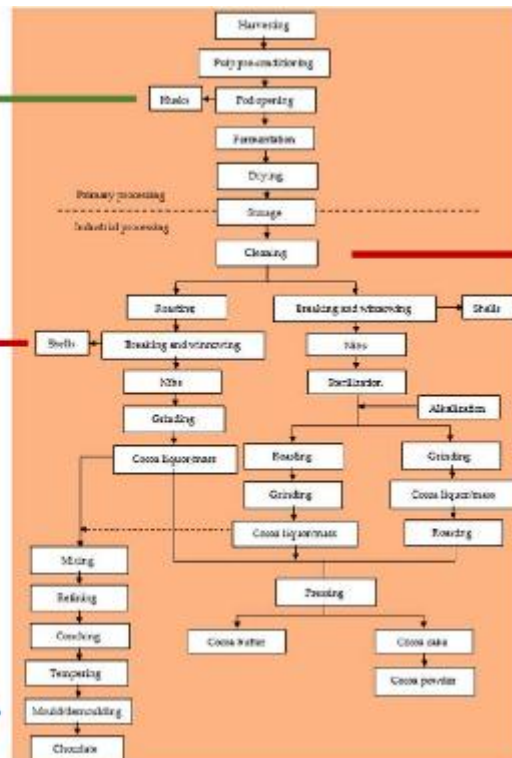 Harvesting
Pulp pre-conditioning
Husks
Pod opening
Fermentation
Drying
Primary processing
Storage
Industrial processing
Cleaning
Roasting
Breaking and winnowing
Shells
Shells
Breaking and winnowing
Nibs
Nibs
Sterilization
Alkalization
Grinding
Cocoa liquor/mass
Roasting
Grinding
Grinding
Cocoa liquor/mass
Cocoa liquor/mass
Roasting
Mixing
Refining
Pressing
Conching
Cocoa butter
Cocoa cake
Tempering
Cocoa powder
Mould/demoulding
Chocolate